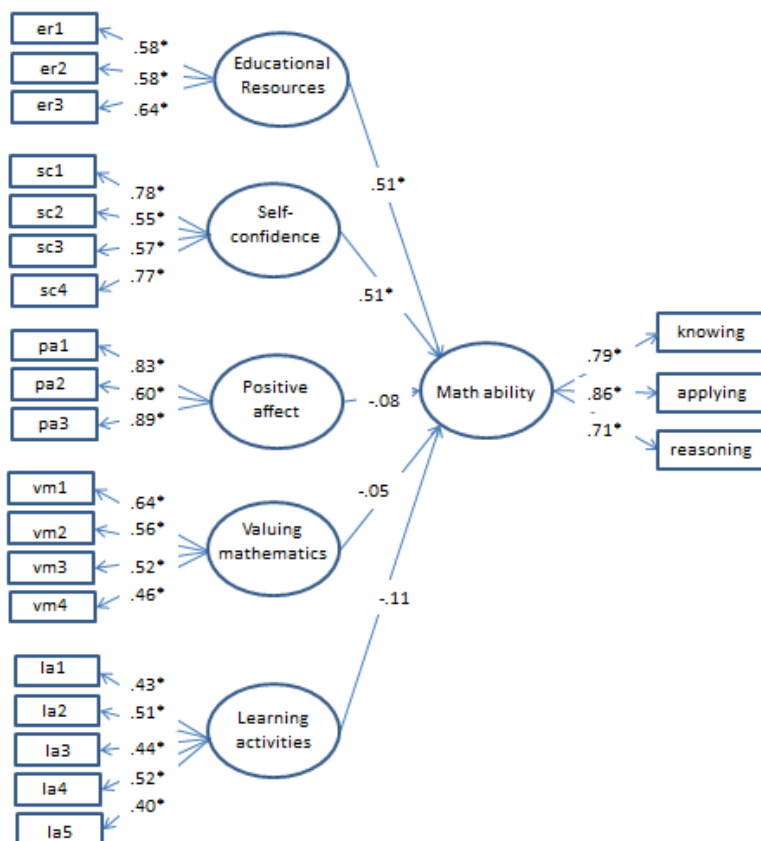 er1
.58*
er2
.58*
er3
.64*
Educational
Resources
.51*
sc1
.78*
sc2
.55*
sc3
.57*
sc4
.77*
Self-
confidence
.51*
pa1
.83*
pa2
.60*
pa3
.89*
Positive
affect
-.08
Math ability
.79*
knowing
.86*
applying
.71*
reasoning
vm1
.64*
vm2
.56*
vm3
.52*
vm4
.46*
Valuing
mathematics
-.05
-.11
la1
.43*
la2
.51*
la3
.44*
la4
.52*
la5
.40*
Learning
activities